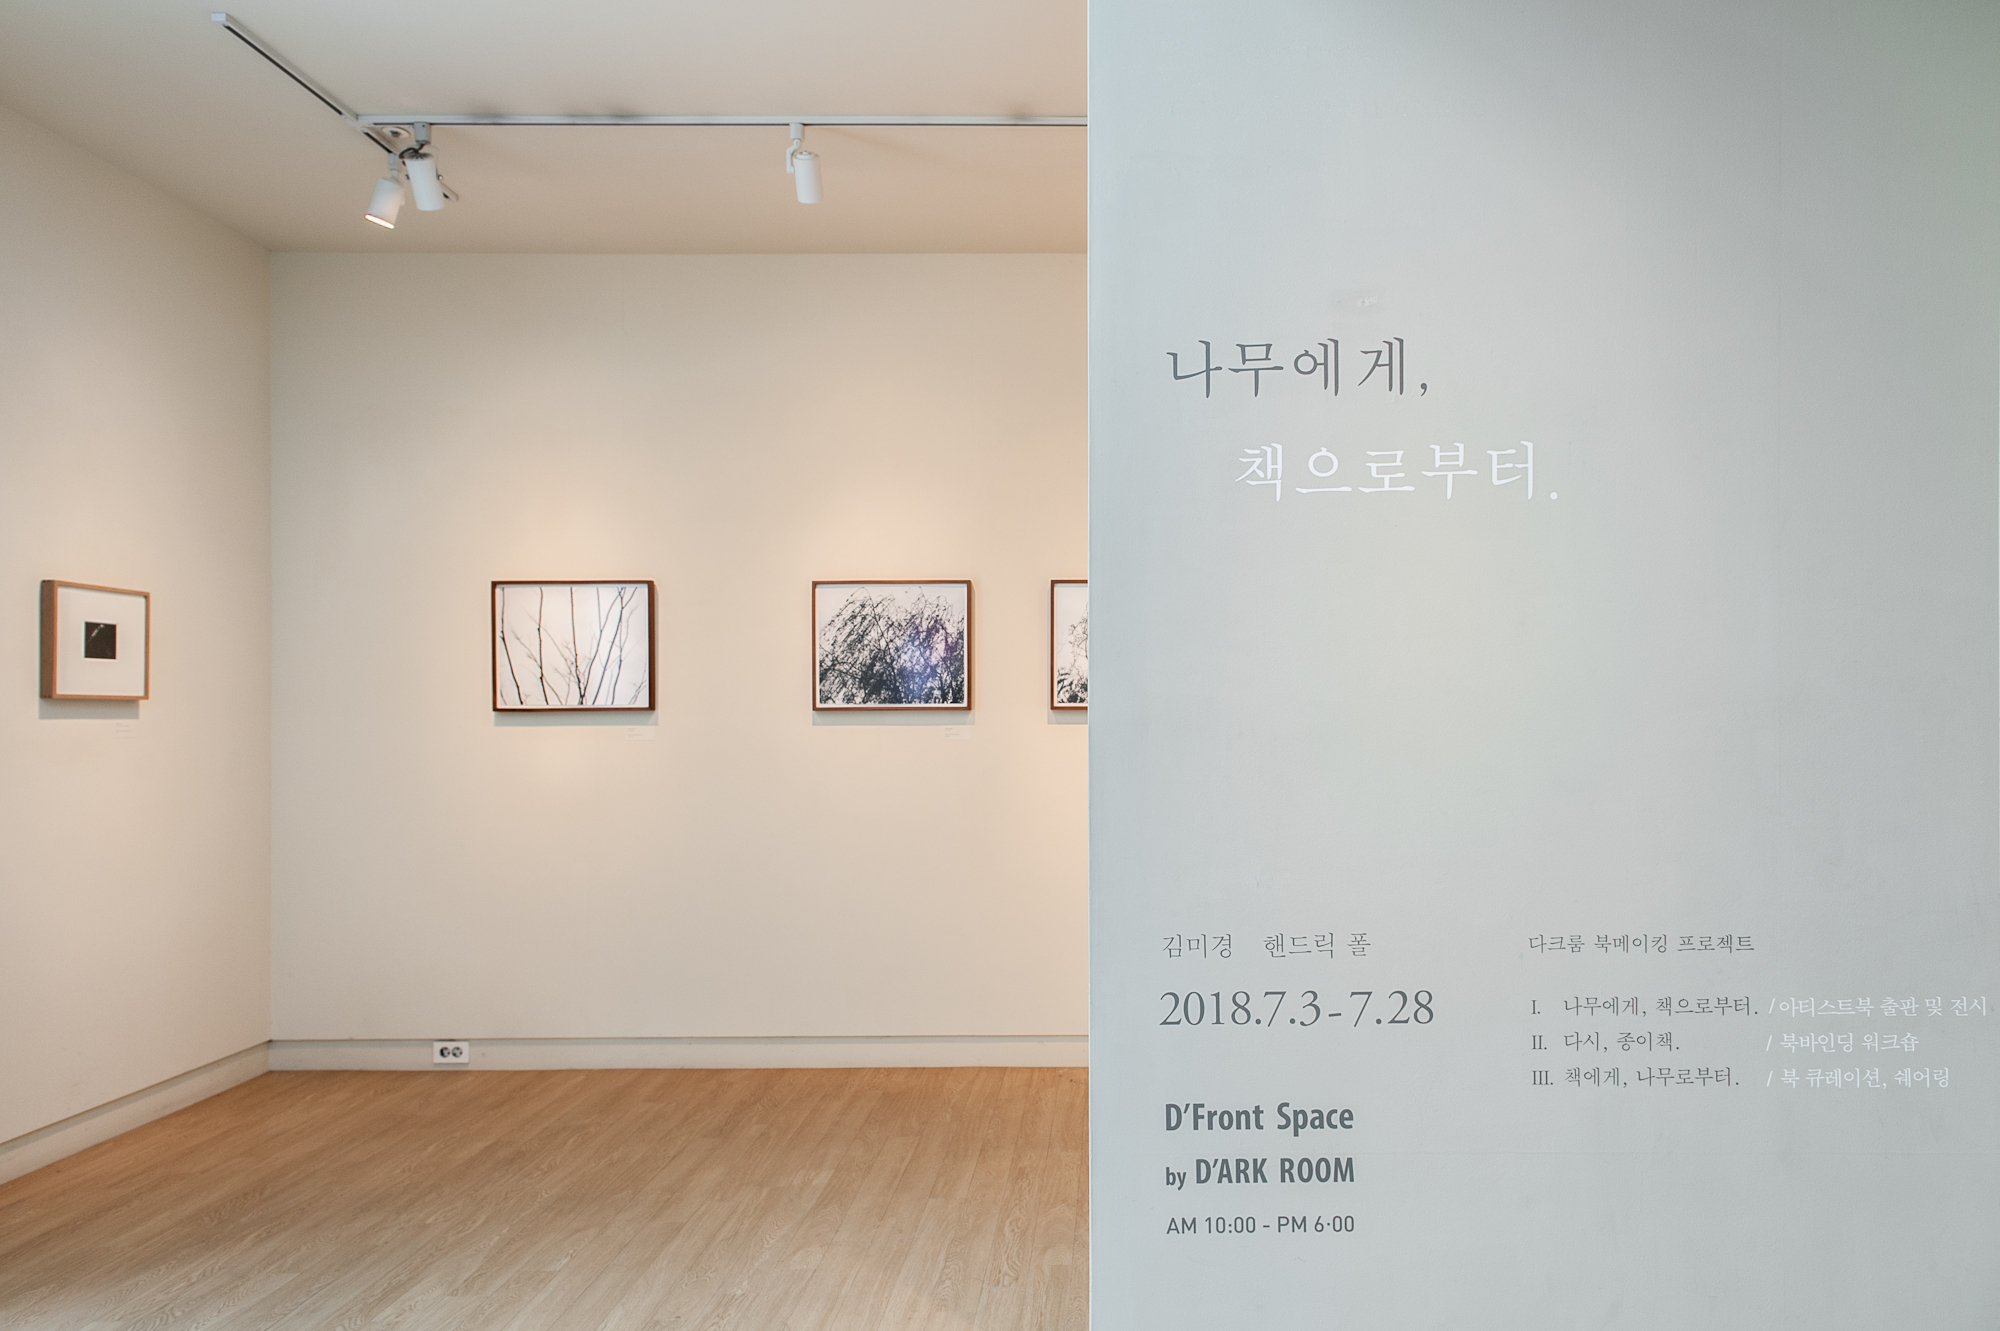 나무에게,
책으로부터.
김미경 핸드릭 폴
2018.7.3-7.28
D'Front Space
by D'ARK ROOM
AM 10:00 - PM 6:00
다크룸 북메이킹 프로젝트
I. 나무에게, 책으로부터. / 아티스트북 출판 및 전시
II. 다시, 종이책. / 북바인딩 워크숍
III. 책에게, 나무로부터. / 북 큐레이션, 쉐어링